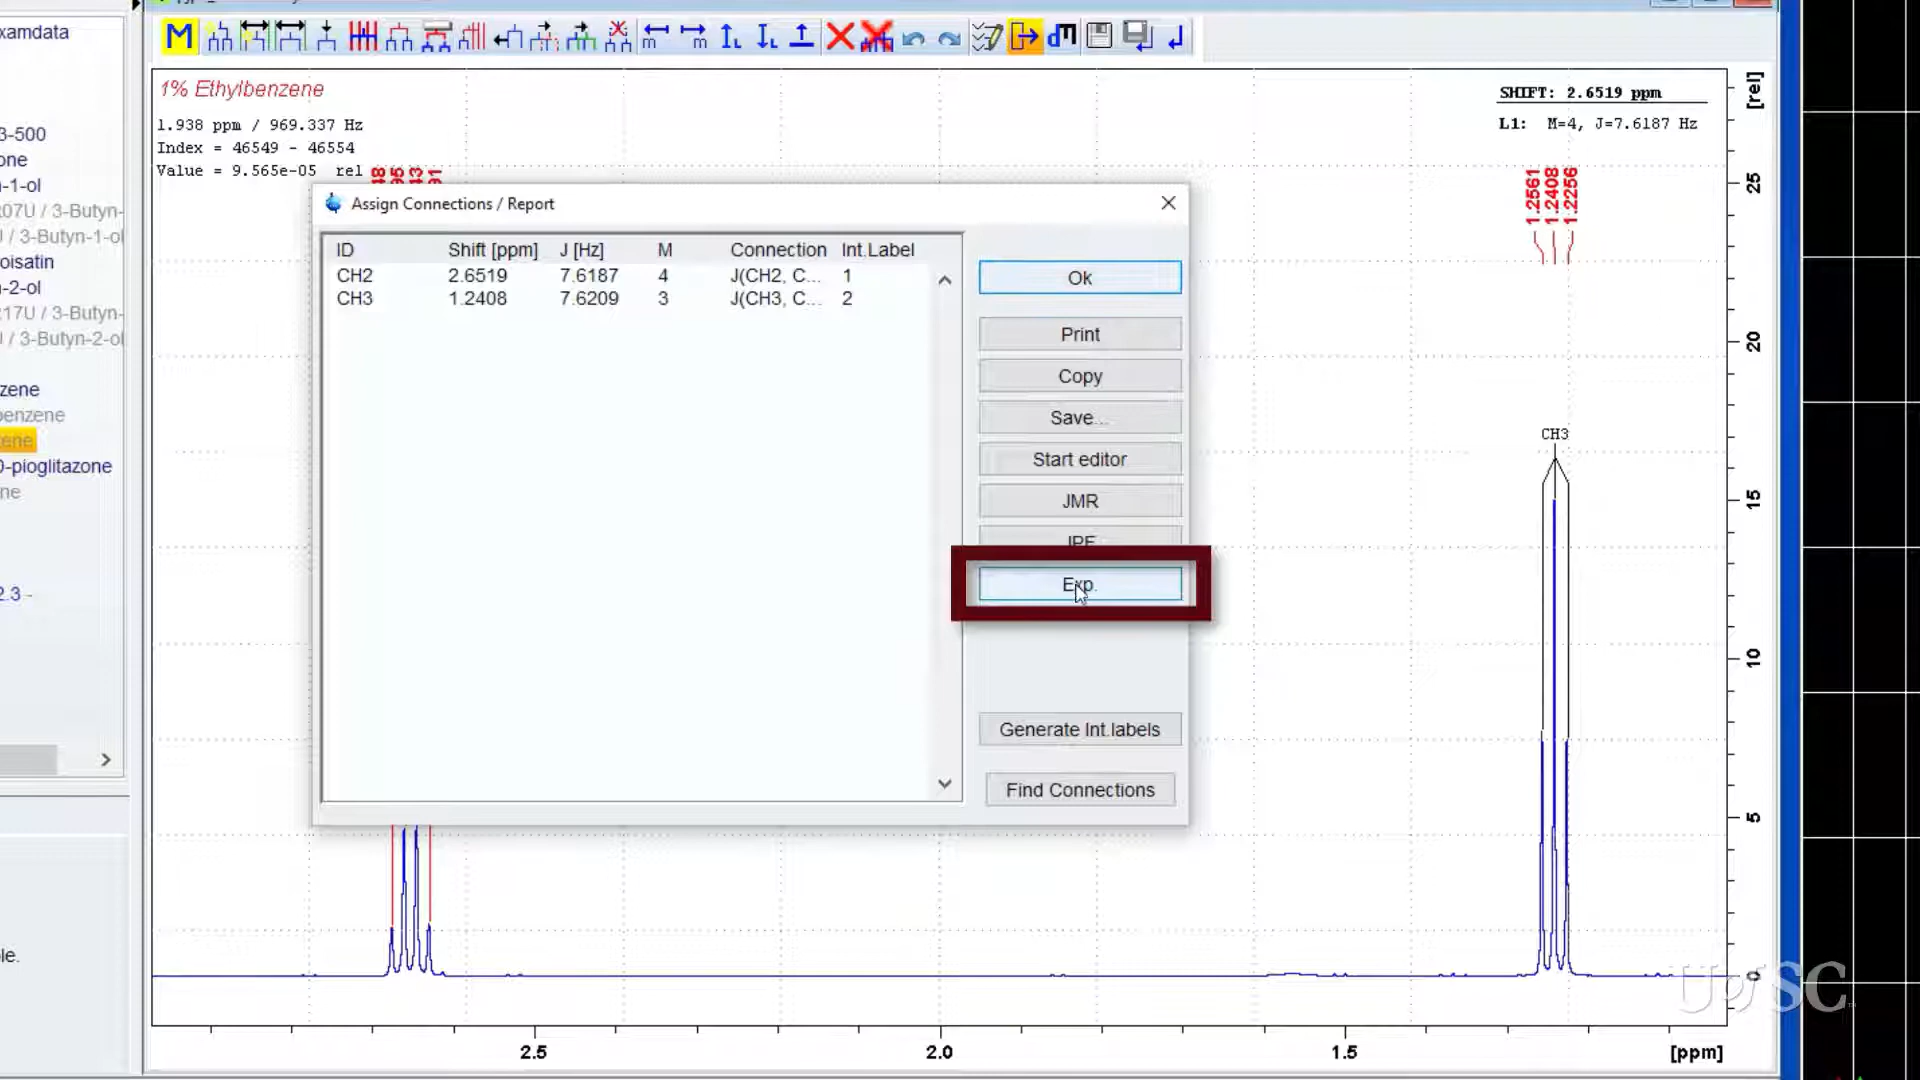 xamdata
3-500
one
-1-ol
07U / 3-Butyn-
/ 3-Butyn-1-ol
oisatin
-2-ol
17U / 3-Butyn-
/ 3-Butyn-2-ol
zene
benzene
ene
0-pioglitazone
ne
2.3 -
le.
M
1% Ethylbenzene
1.938 ppm / 969.337 Hz
Index = 46549 - 46554
Value = 9.565e-05 rel
SHIFT: 2.6519 ppm
L1: M=4, J=7.6187 Hz
[rel]
1.2561
1.2408
1.2256
Assign Connections / Report
ID Shift [ppm] J [Hz] M Connection Int.Label
CH2 2.6519 7.6187 4 J(CH2, C... 1
CH3 1.2408 7.6209 3 J(CH3, C... 2
Ok
Print
Copy
Save...
Start editor
JMR
Exp.
Generate Int.labels
Find Connections
CH3
25
20
15
10
5
0
2.5 2.0 1.5 [ppm]
UofSC